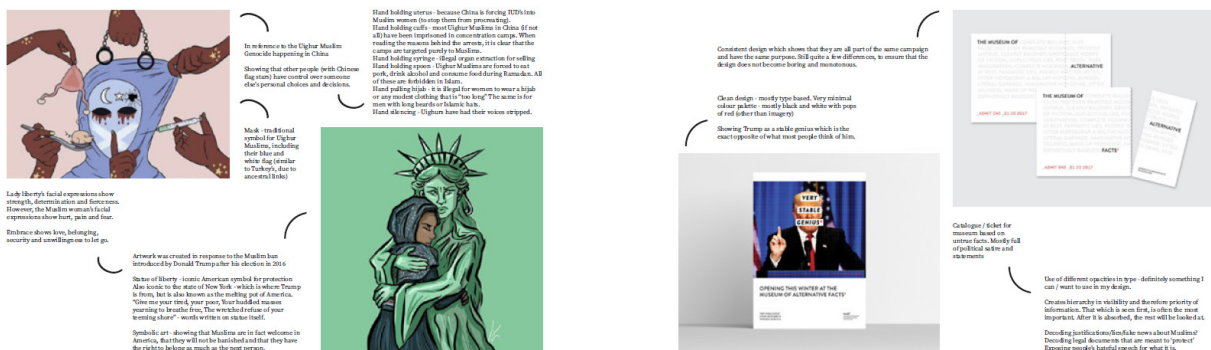 In reference to the Uighur Muslim
Genocide happening in China
Showing that other people (with Chinese
flag stars) have control over someone
else's personal choices and decisions.
Mask - traditional
symbol for Uighur
Muslims, including
their blue and
white flag (similar
to Turkey's, due to
ancestral links)
Hand holding uterus - because China is forcing IUD's into
Muslim women (to stop them from procreating).
Hand holding cuffs - most Uighur Muslims in China (if not
all) have been imprisoned in concentration camps. When
reading the reasons behind the arrests, it is clear that the
camps are targeted purely to Muslims.
Hand holding syringe - illegal organ extraction for selling
Hand holding spoon - Uighur Muslims are forced to eat
pork, drink alcohol and consume food during Ramadan. All
of these are forbidden in Islam.
Hand pulling hijab - it is illegal for women to wear a hijab
or any modest clothing that is "too long" The same is for
men with long beards or Islamic hats.
Hand silencing - Uighurs have had their voices stripped.
Lady liberty's facial expressions show
strength, determination and fierceness.
However, the Muslim woman's facial
expressions show hurt, pain and fear.
Embrace shows love, belonging,
security and unwillingness to let go.
Artwork was created in response to the Muslim ban
introduced by Donald Trump after his election in 2016
Statue of liberty - iconic American symbol for protection
Also iconic to the state of New York - which is where Trump
is from, but is also known as the melting pot of America.
"Give me your tired, your poor, Your huddled masses
yearning to breathe free, The wretched refuse of your
teeming shore" - words written on statue itself.
Symbolic art - showing that Muslims are in fact welcome in
America, that they will not be banished and that they have
the right to belong as much as the next person.
Consistent design which shows that they are all part of the same campaign
and have the same purpose. Still quite a few differences, to ensure that the
design does not become boring and monotonous.
Clean design - mostly type based. Very minimal
colour palette - mostly black and white with pops
of red (other than imagery)
Showing Trump as a stable genius which is the
exact opposite of what most people think of him.
VERY
STABLE
GENIUS*
OPENING THIS WINTER AT THE
MUSEUM OF ALTERNATIVE FACTS*
THE MUSEUM OF
ALTERNATIVE
_ADMIT ONE _$1.00 ONLY
THE MUSEUM OF
FACTS*
_ADMIT ONE _$1.00 ONLY
ALTERNATIVE
Catalogue / ticket for
museum based on
untrue facts. Mostly full
of political satire and
statements
Use of different opacities in type - definitely something I
can / want to use in my design.
Creates hierarchy in visibility and therefore priority of
information. That which is seen first, is often the most
important. After it is absorbed, the rest will be looked at.
Decoding justifications/lies/fake news about Muslims?
Decoding legal documents that are meant to 'protect'
Exposing people's hateful speech for what it is.